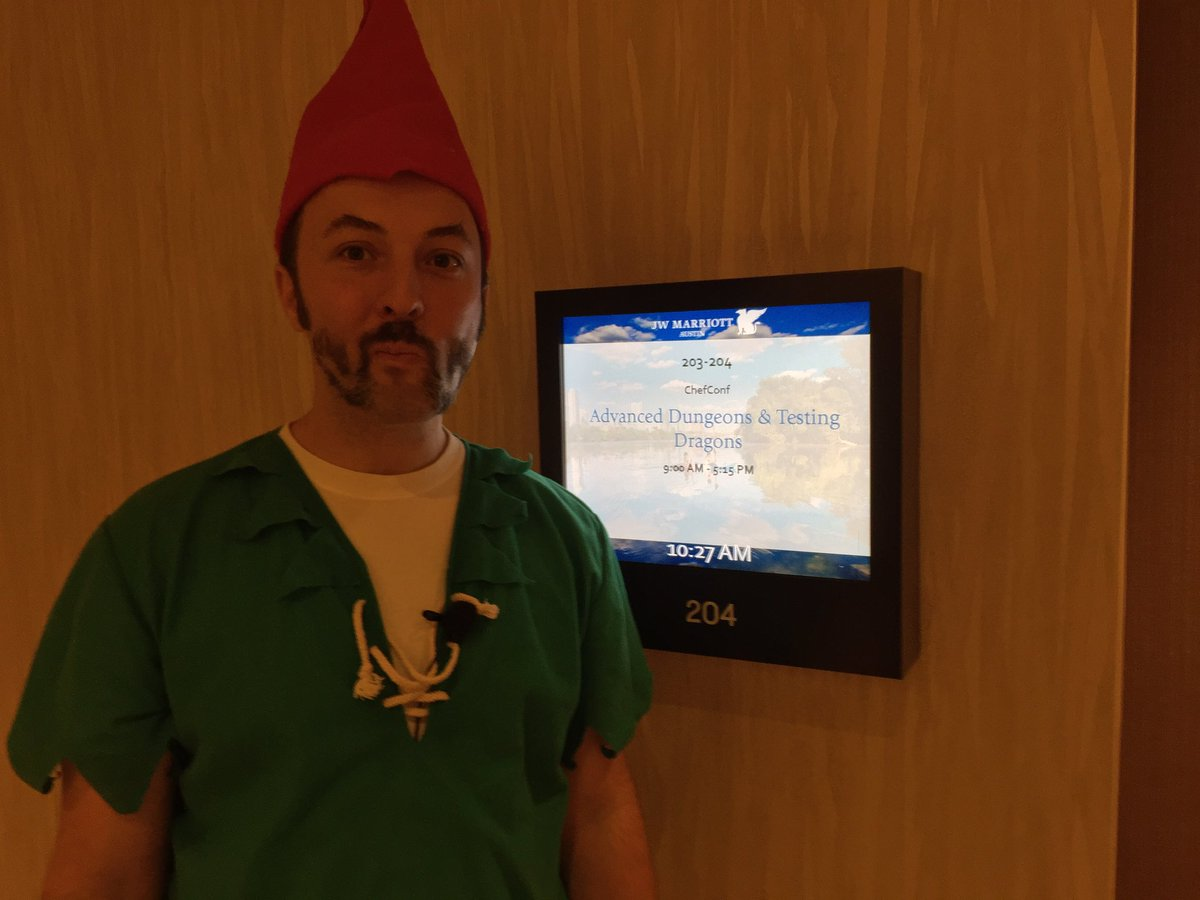 JW MARRIOTT
AUSTIN
203-204
ChefConf
Advanced Dungeons & Testing
Dragons
9:00 AM - 5:15 PM
10:27 AM
204